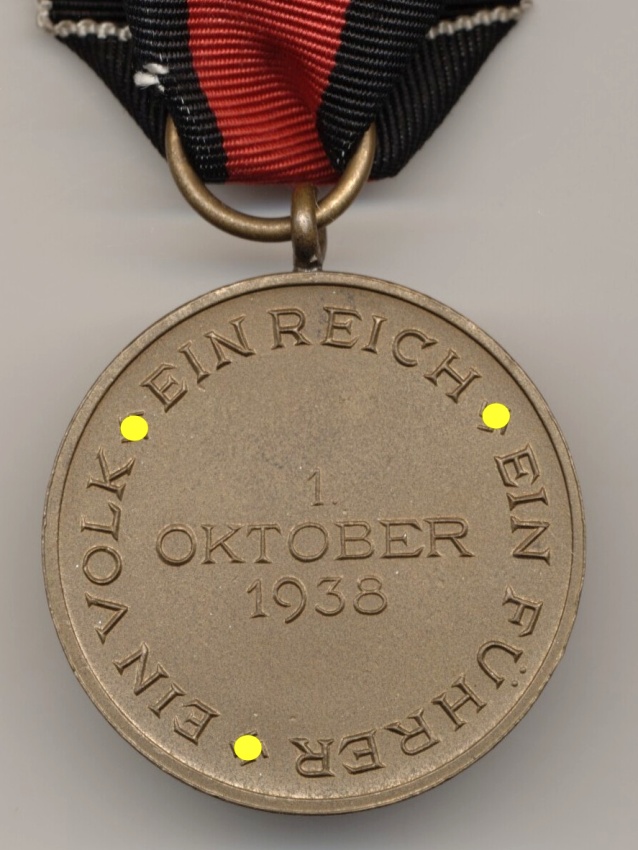 EIN VOLK
EIN REICH
EIN FÜHRER
1.
OKTOBER
1938